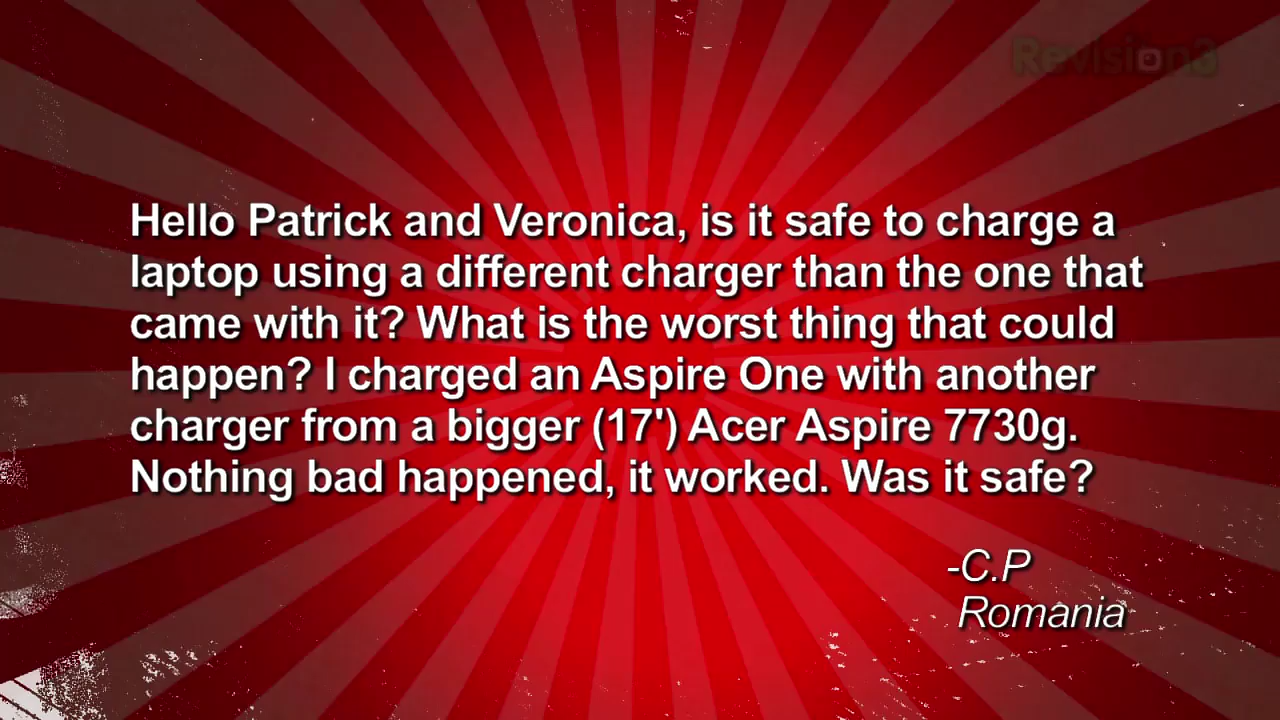 Revision3
Hello Patrick and Veronica, is it safe to charge a
laptop using a different charger than the one that
came with it? What is the worst thing that could
happen? I charged an Aspire One with another
charger from a bigger (17') Acer Aspire 7730g.
Nothing bad happened, it worked. Was it safe?
-C.P
Romania